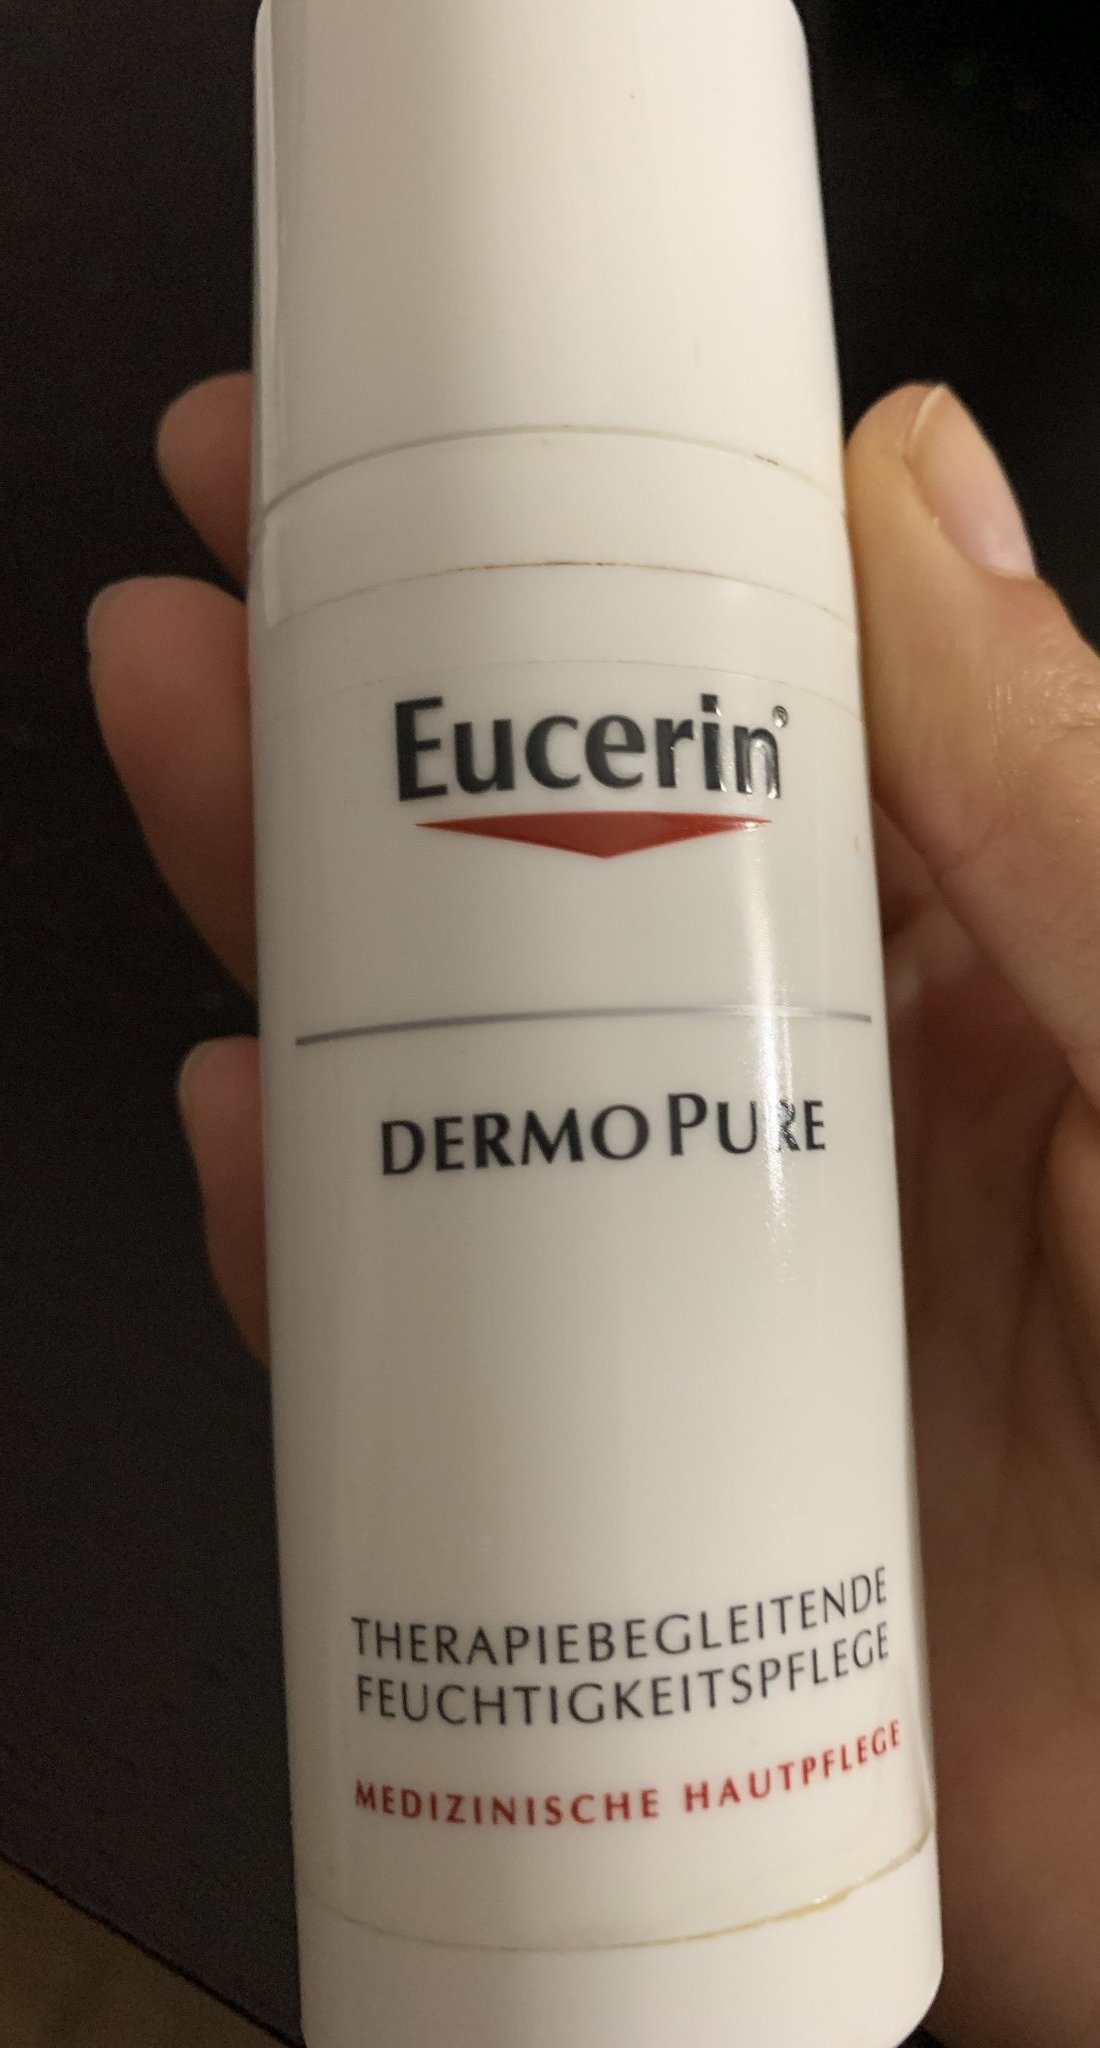 Eucerin®
DERMOPURE
THERAPIEBEGLEITENDE
FEUCHTIGKEITSPFLEGE
MEDIZINISCHE HAUTPFLEGE